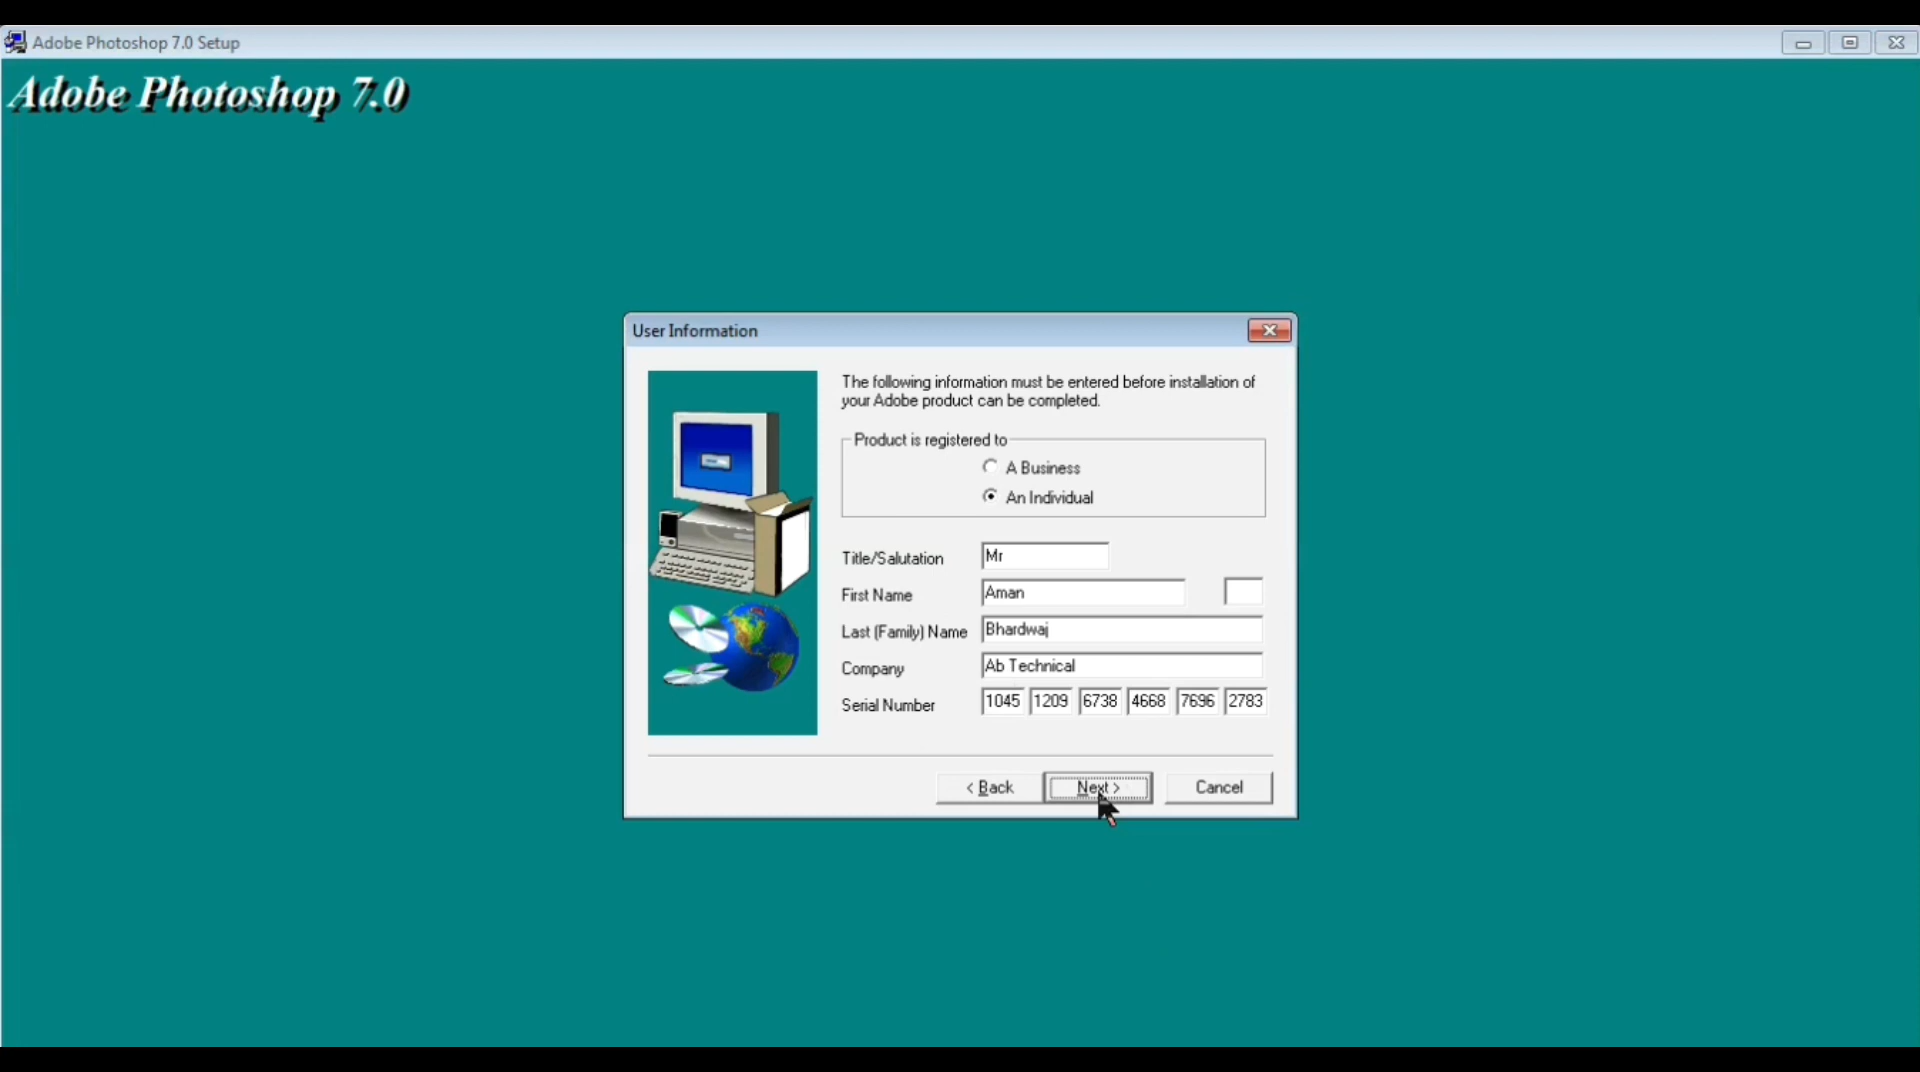 Adobe Photoshop 7.0 Setup
Adobe Photoshop 7.0
User Information
The following information must be entered before installation of
your Adobe product can be completed.
Product is registered to
A Business
An Individual
Title/Salutation Mr
First Name Aman
Last (Family) Name Bhardwaj
Company Ab Technical
Serial Number 1045 1209 6738 4668 7696 2783
< Back Next > Cancel